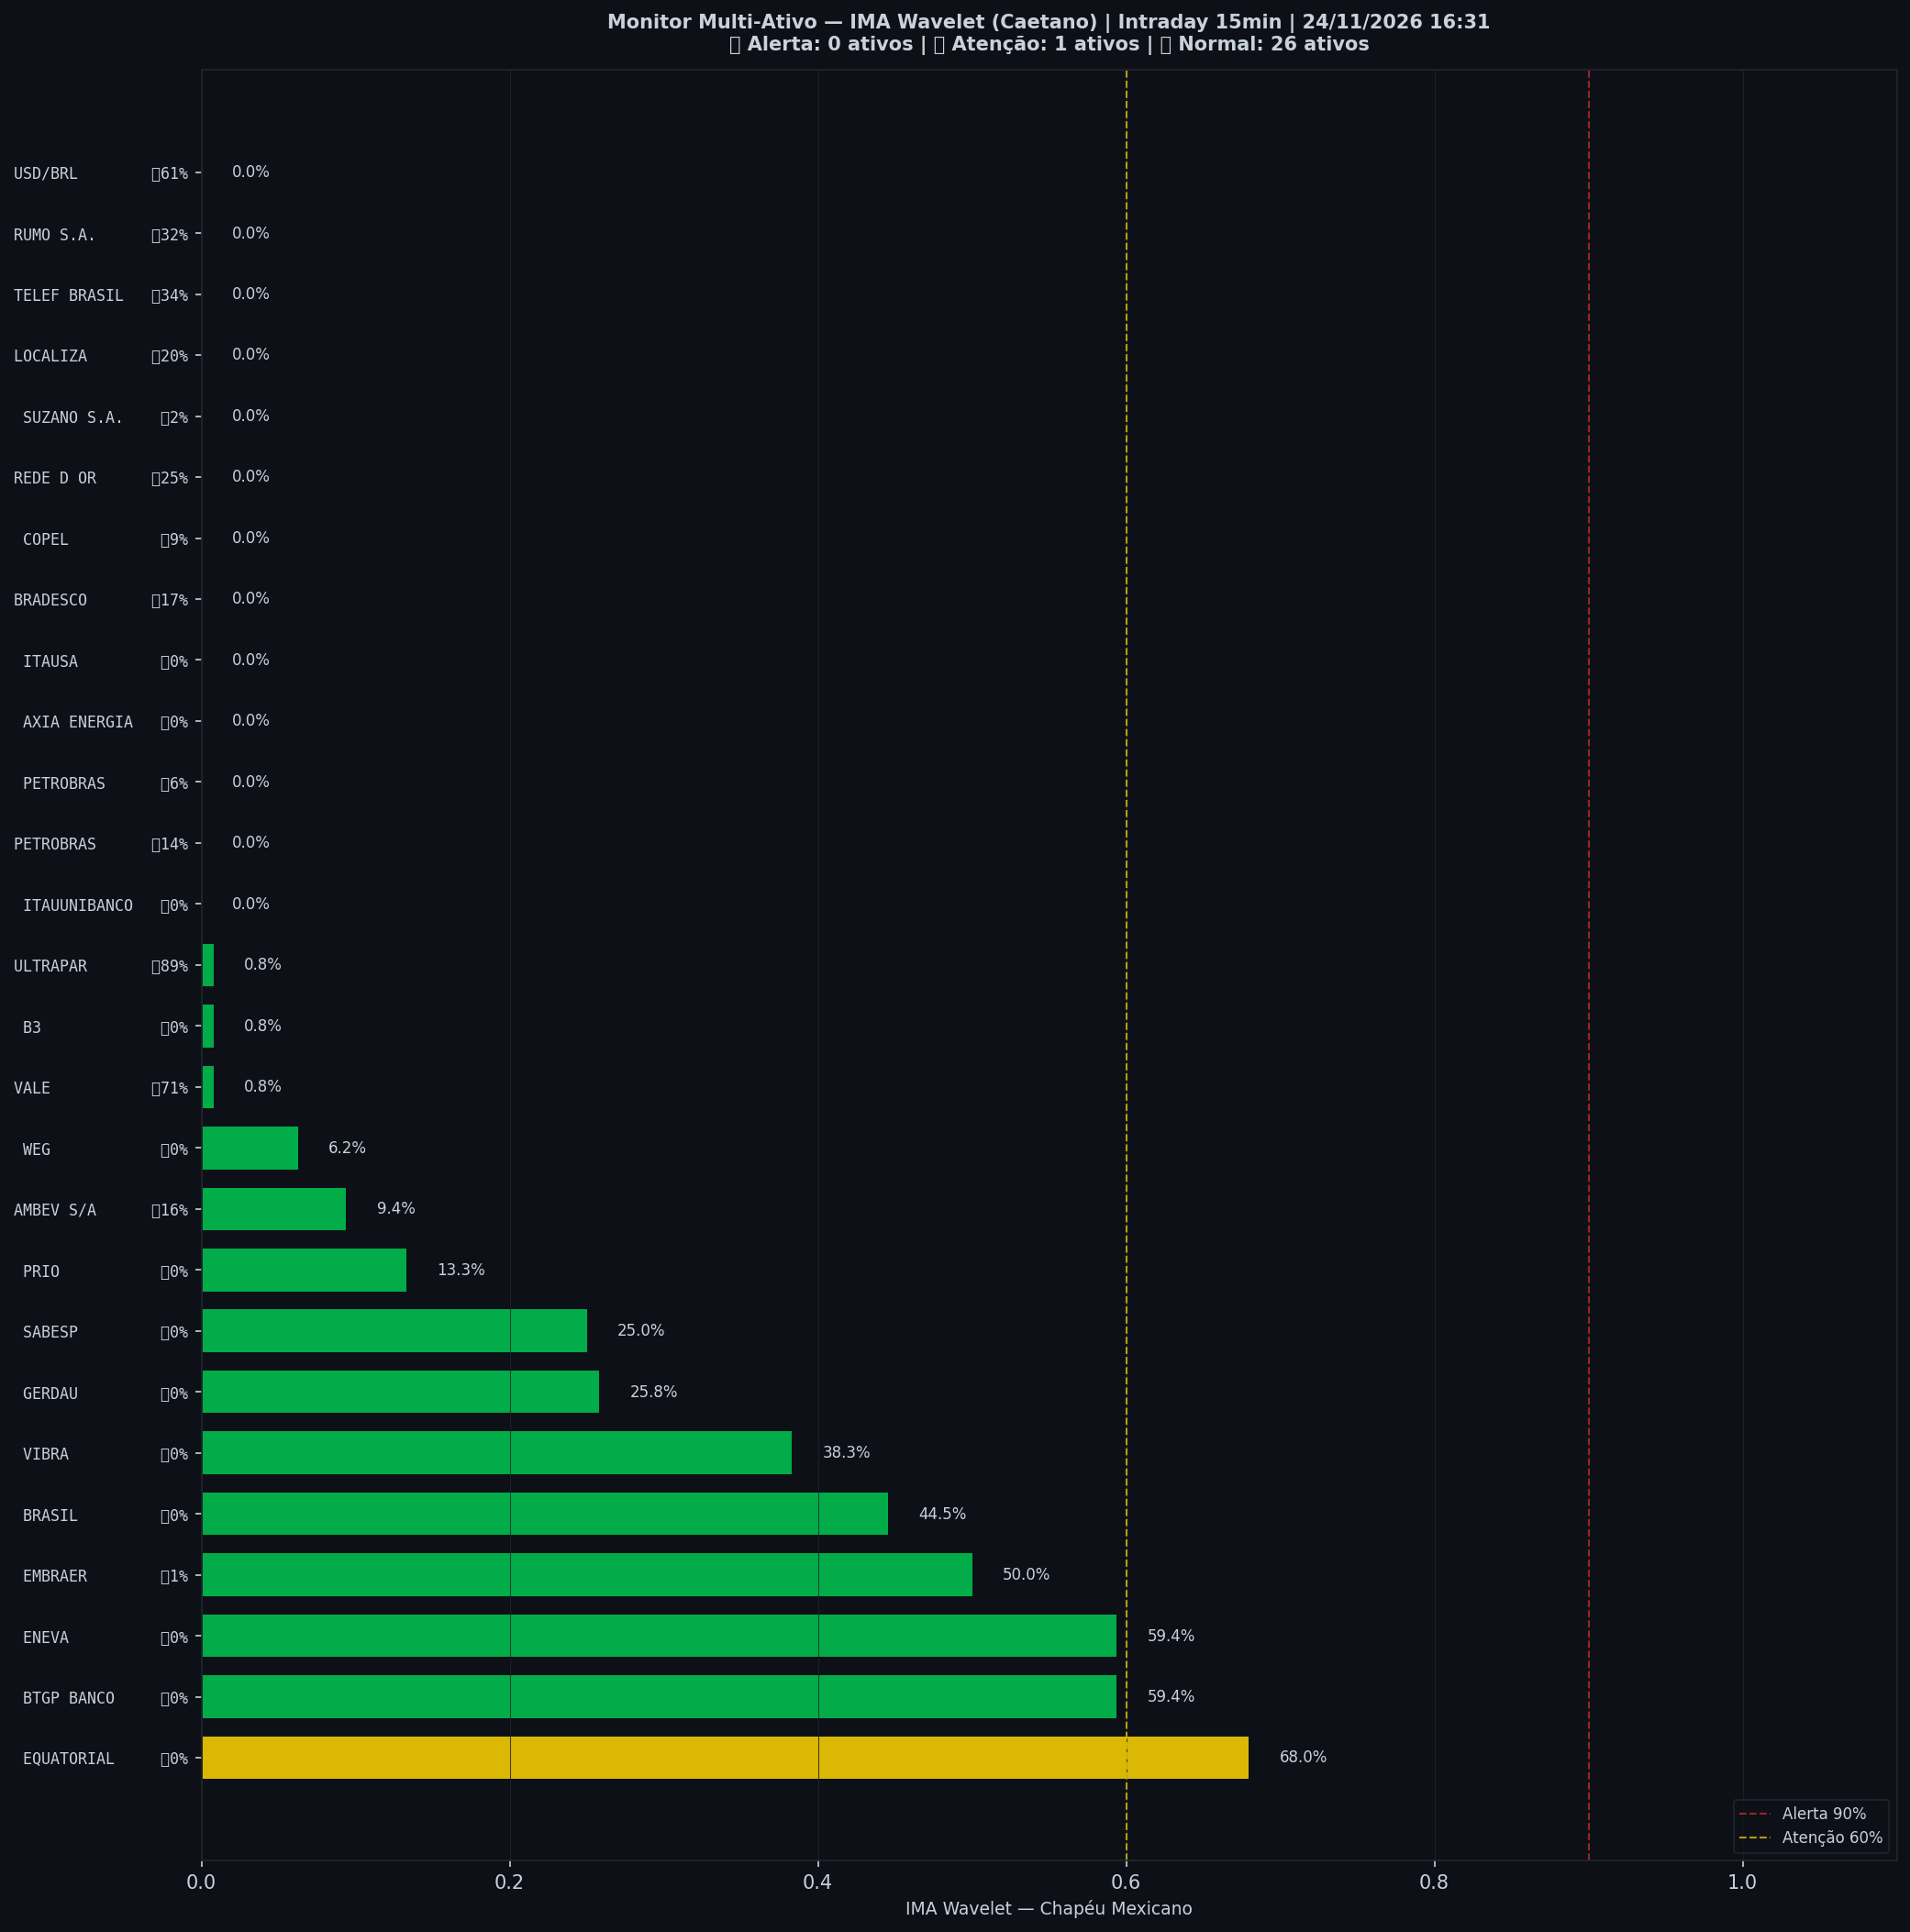 Monitor Multi-Ativo — IMA Wavelet (Caetano) | Intraday 15min | 24/11/2026 16:31
Alerta: 0 ativos | Atenção: 1 ativos | Normal: 26 ativos
USD/BRL 61% 0.0%
RUMO S.A. 32% 0.0%
TELEF BRASIL 34% 0.0%
LOCALIZA 20% 0.0%
SUZANO S.A. 2% 0.0%
REDE D OR 25% 0.0%
COPEL 9% 0.0%
BRADESCO 17% 0.0%
ITAUSA 0% 0.0%
AXIA ENERGIA 0% 0.0%
PETROBRAS 6% 0.0%
PETROBRAS 14% 0.0%
ITAUUNIBANCO 0% 0.0%
ULTRAPAR 89% 0.8%
B3 0% 0.8%
VALE 71% 0.8%
WEG 0% 6.2%
AMBEV S/A 16% 9.4%
PRIO 0% 13.3%
SABESP 0% 25.0%
GERDAU 0% 25.8%
VIBRA 0% 38.3%
BRASIL 0% 44.5%
EMBRAER 1% 50.0%
ENEVA 0% 59.4%
BTGP BANCO 0% 59.4%
EQUATORIAL 0% 68.0%
Alerta 90%
Atenção 60%
0.0 0.2 0.4 0.6 0.8 1.0
IMA Wavelet — Chapéu Mexicano